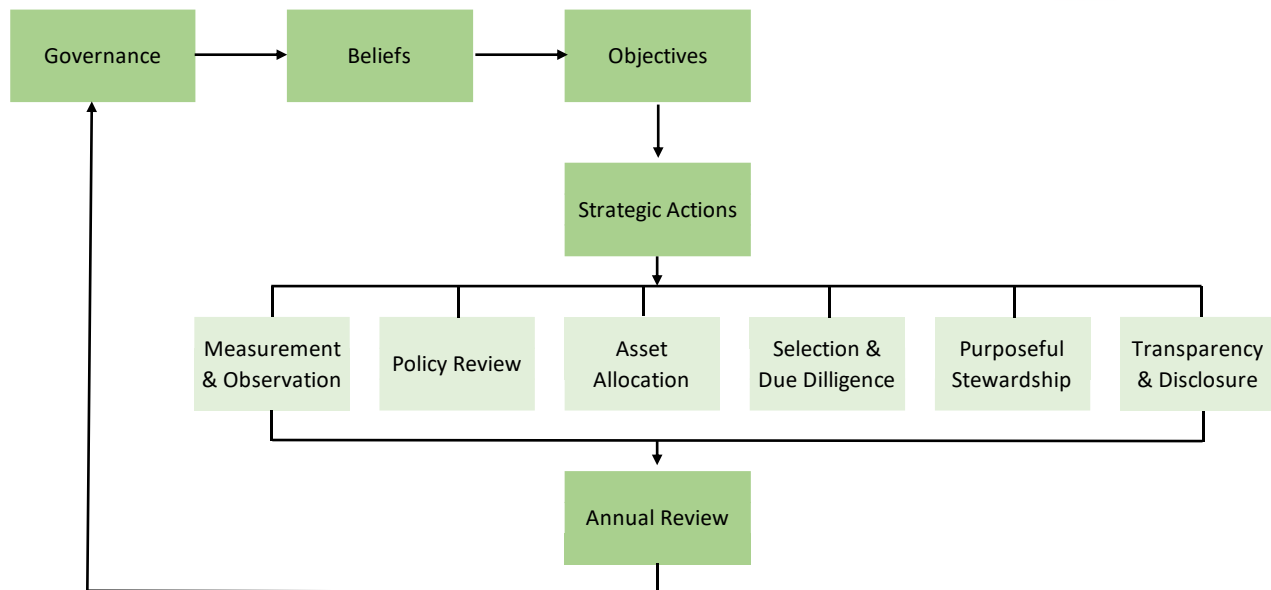 Governance
Beliefs
Objectives
Strategic Actions
Measurement
& Observation
Policy Review
Asset
Allocation
Selection &
Due Dilligence
Purposeful
Stewardship
Transparency
& Disclosure
Annual Review